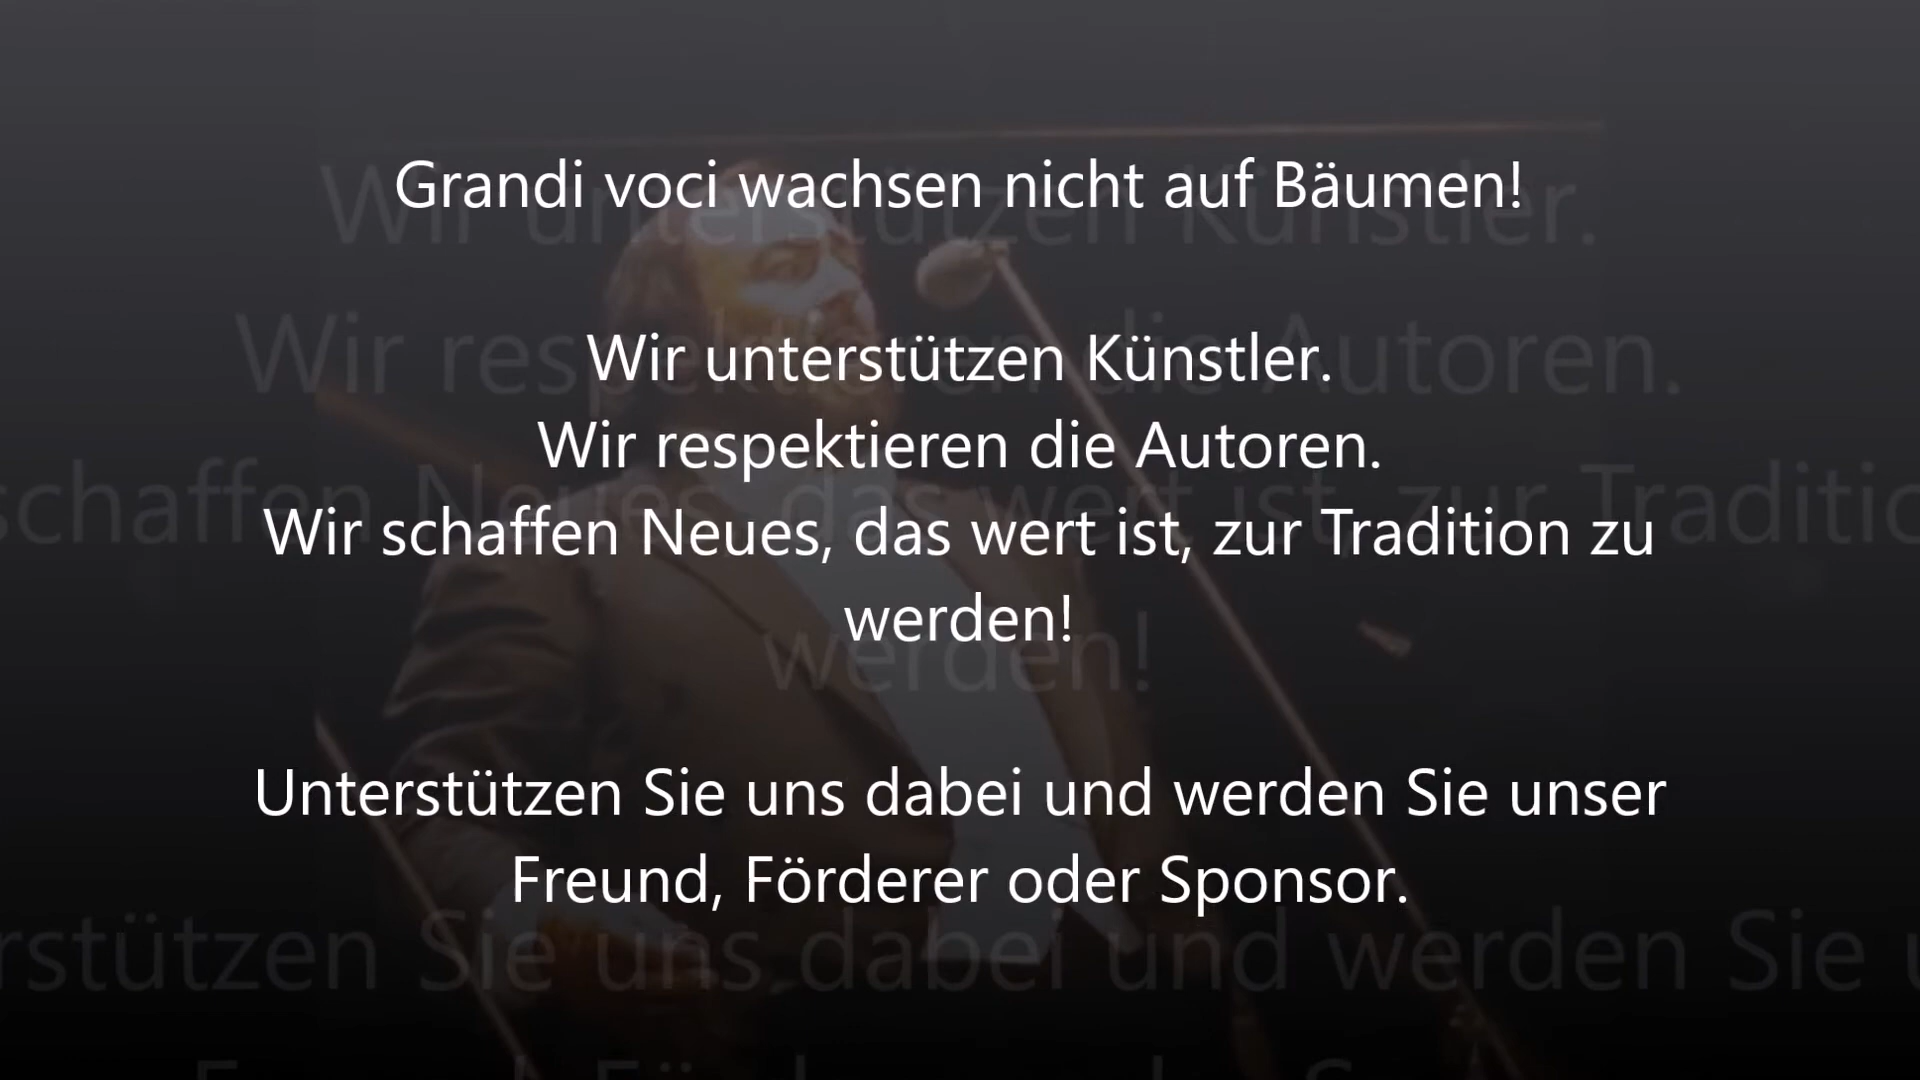 Grandi voci wachsen nicht auf Bäumen!
Wir unterstützen Künstler.
Wir respektieren die Autoren.
Wir schaffen Neues, das wert ist, zur Tradition zu
werden!
Unterstützen Sie uns dabei und werden Sie unser
Freund, Förderer oder Sponsor.